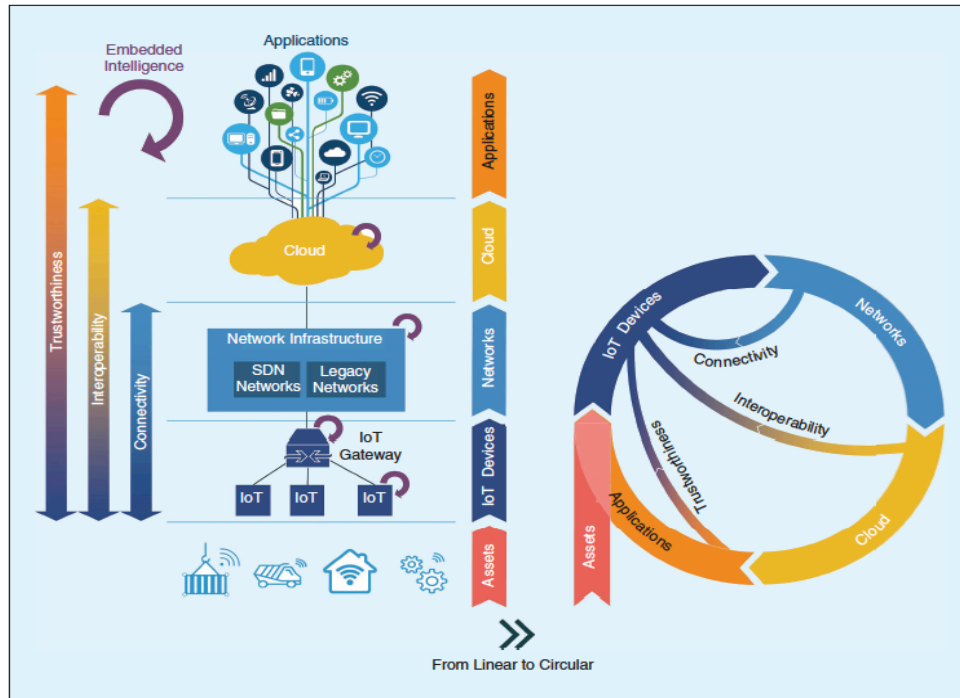 Embedded
Intelligence
Applications
Trustworthiness
Interoperability
Connectivity
Cloud
Network Infrastructure
SDN
Networks
Legacy
Networks
IoT
Gateway
IoT
IoT
IoT
Applications
Cloud
Networks
IoT Devices
Assets
IoT Devices
Networks
Connectivity
Interoperability
Trustworthiness
Applications
Cloud
Assets
From Linear to Circular